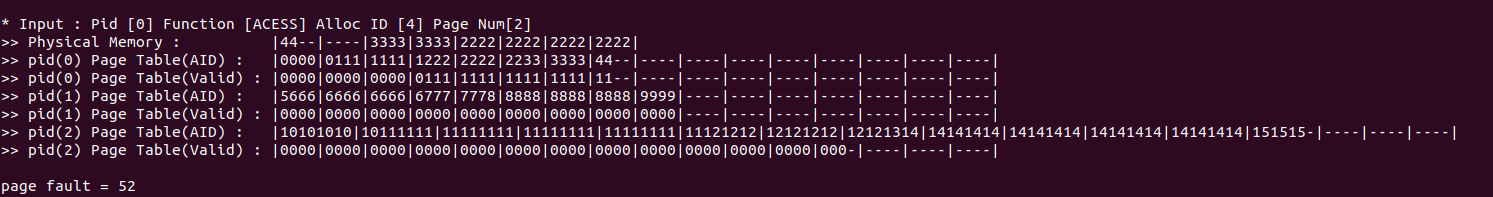 * Input : Pid [0] Function [ACESS] Alloc ID [4] Page Num[2]
>> Physical Memory :          |44--|----|3333|3333|2222|2222|2222|2222|
>> pid(0) Page Table(AID) :   |0000|0111|1111|1222|2222|2233|3333|44--|----|----|----|----|----|----|----|----|
>> pid(0) Page Table(Valid) : |0000|0000|0000|0111|1111|1111|1111|11--|----|----|----|----|----|----|----|----|
>> pid(1) Page Table(AID) :   |5666|6666|6666|6777|7778|8888|8888|8888|9999|----|----|----|----|----|----|----|
>> pid(1) Page Table(Valid) : |0000|0000|0000|0000|0000|0000|0000|0000|0000|----|----|----|----|----|----|----|
>> pid(2) Page Table(AID) :   |10101010|10111111|11111111|11111111|11111111|11121212|12121212|12121314|14141414|14141414|14141414|14141414|151515-|----|----|----|
>> pid(2) Page Table(Valid) : |0000|0000|0000|0000|0000|0000|0000|0000|0000|0000|0000|0000|000-|----|----|----|
page fault = 52